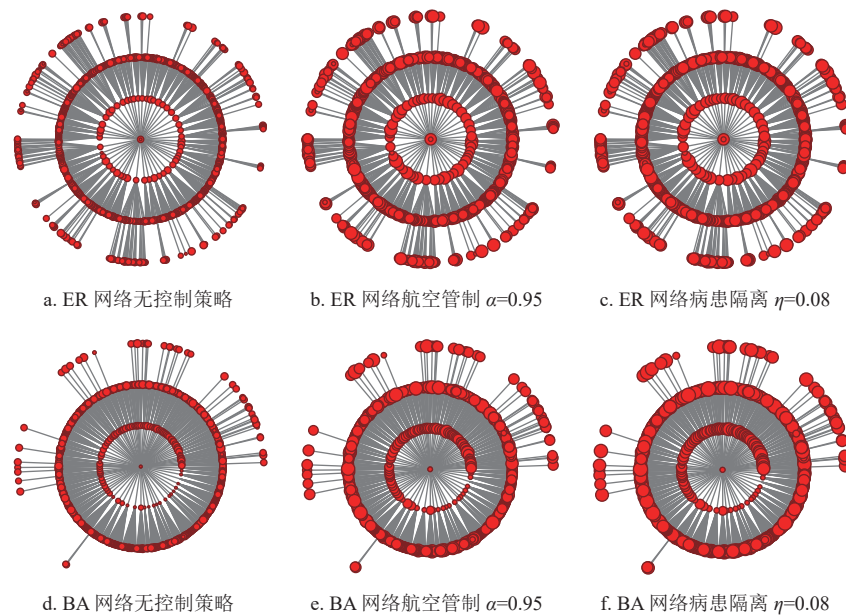 a. ER 网络无控制策略
b. ER 网络航空管制 α=0.95
c. ER 网络病患隔离 η=0.08
d. BA 网络无控制策略
e. BA 网络航空管制 α=0.95
f. BA 网络病患隔离 η=0.08